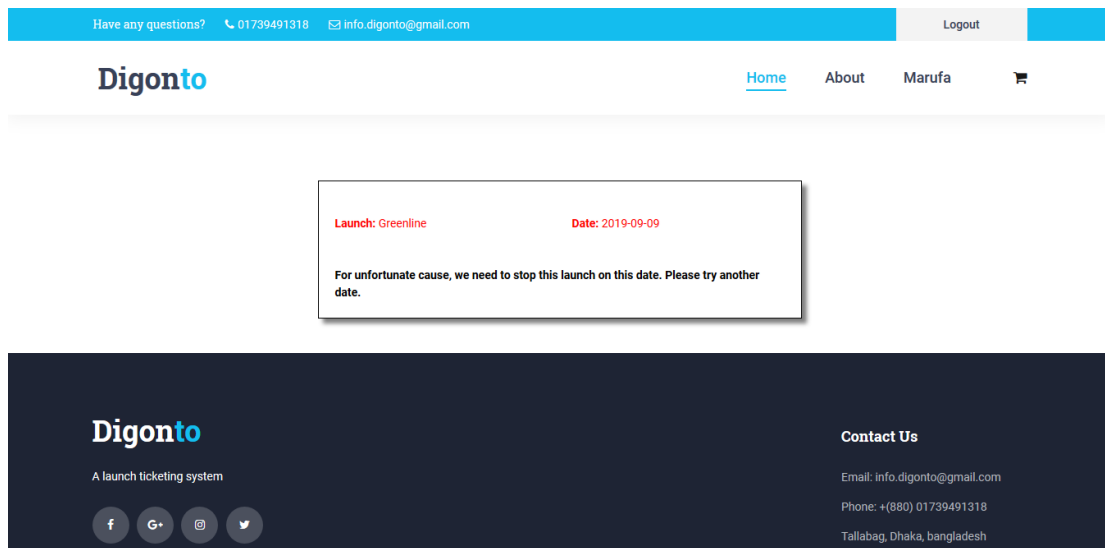 Have any questions? 01739491318 info.digonto@gmail.com Logout
Digonto Home About Marufa
Launch: Greenline Date: 2019-09-09
For unfortunate cause, we need to stop this launch on this date. Please try another
date.
Digonto
Contact Us
A launch ticketing system
Email: info.digonto@gmail.com
Phone: +(880) 01739491318
Tallabag, Dhaka, bangladesh